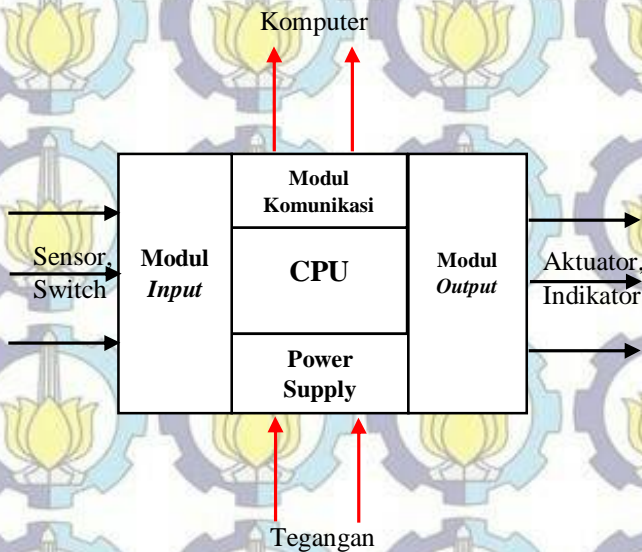 Komputer
Modul
Komunikasi
Sensor,
Switch
Modul
Input
CPU
Modul
Output
Aktuator,
Indikator
Power
Supply
Tegangan